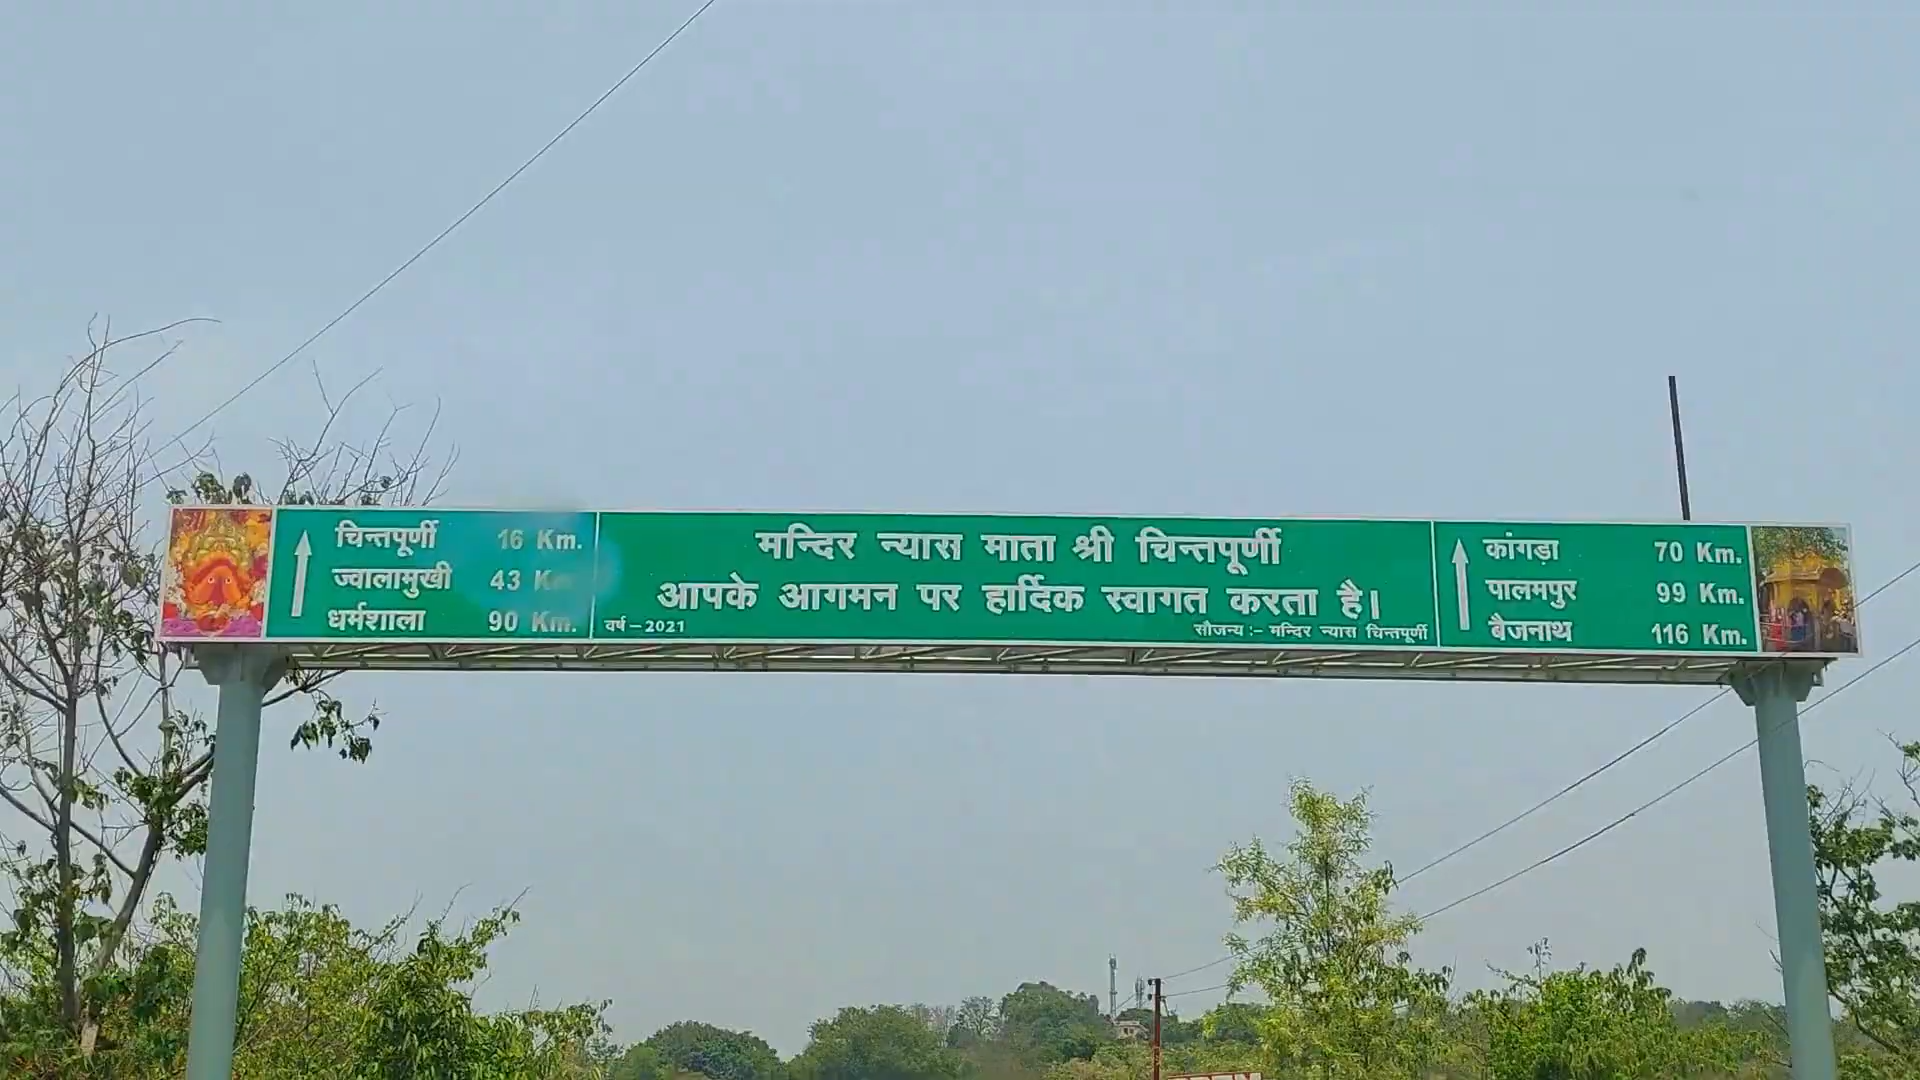 चिन्तपूर्णी 16 Km.
ज्वालामुखी 43 Km.
धर्मशाला 90 Km.
मन्दिर न्यास माता श्री चिन्तपूर्णी
आपके आगमन पर हार्दिक स्वागत करता है।
वर्ष – 2021
सौजन्य :- मन्दिर न्यास चिन्तपूर्णी
कांगड़ा 70 Km.
पालमपुर 99 Km.
बैजनाथ 116 Km.